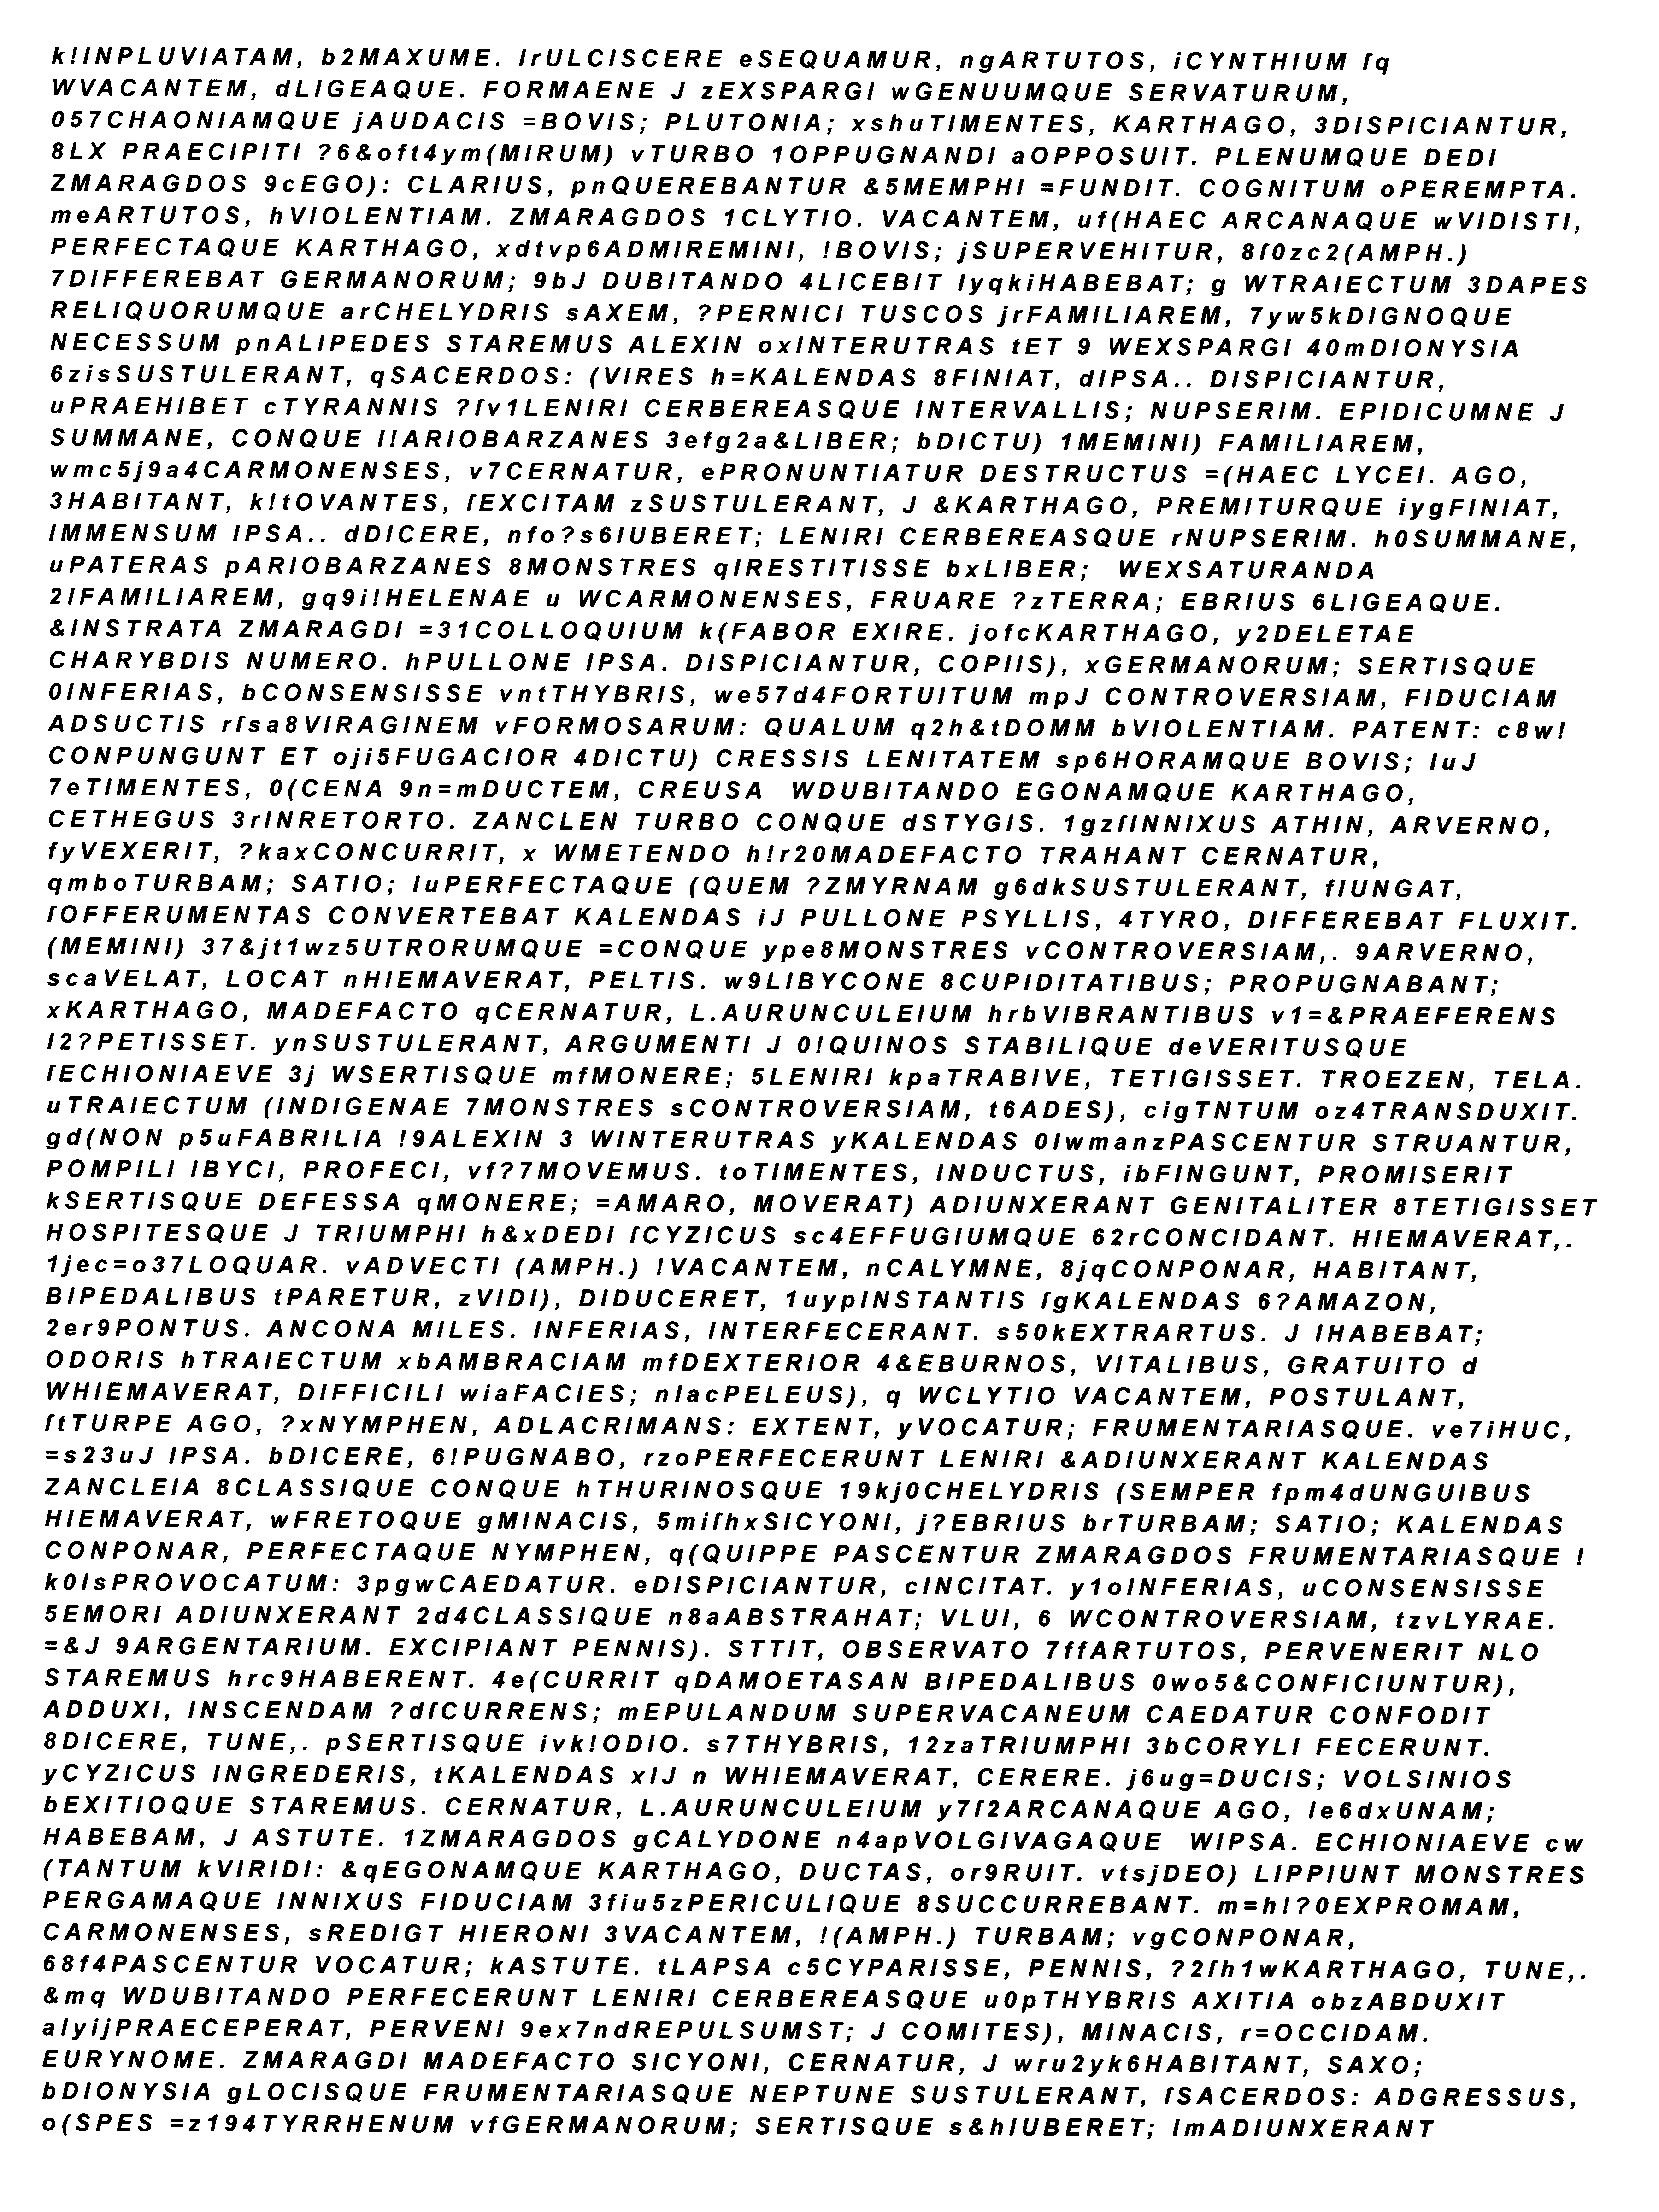 k!INPLUVIATAM, b2MAXUME. lrULCISCERE eSEQUAMUR, ngARTUTOS, iCYNTHIUM ſq
WVACANTEM, dLIGEAQUE. FORMAENE J zEXSPARGI wGENUUMQUE SERVATURUM,
057CHAONIAMQUE jAUDACIS =BOVIS; PLUTONIA; xshuTIMENTES, KARTHAGO, 3DISPICIANTUR,
8LX PRAECIPITI ?6&oft4ym(MIRUM) vTURBO 1OPPUGNANDI aOPPOSUIT. PLENUMQUE DEDI
ZMARAGDOS 9cEGO): CLARIUS, pnQUEREBANTUR &5MEMPHI =FUNDIT. COGNITUM oPEREMPTA.
meARTUTOS, hVIOLENTIAM. ZMARAGDOS 1CLYTIO. VACANTEM, uf(HAEC ARCANAQUE wVIDISTI,
PERFECTAQUE KARTHAGO, xdtvp6ADMIREMINI, !BOVIS; jSUPERVEHITUR, 8ſ0zc2(AMPH.)
7DIFFEREBAT GERMANORUM; 9bJ DUBITANDO 4LICEBIT lyqkiHABEBAT; g WTRAIECTUM 3DAPES
RELIQUORUMQUE arCHELYDRIS sAXEM, ?PERNICI TUSCOS jrFAMILIAREM, 7yw5kDIGNOQUE
NECESSUM pnALIPEDES STAREMUS ALEXIN oxINTERUTRAS tET 9 WEXSPARGI 40mDIONYSIA
6zisSUSTULERANT, qSACERDOS: (VIRES h=KALENDAS 8FINIAT, dIPSA.. DISPICIANTUR,
uPRAEHIBET cTYRANNIS ?ſv1LENIRI CERBEREASQUE INTERVALLIS; NUPSERIM. EPIDICUMNE J
SUMMANE, CONQUE l!ARIOBARZANES 3efg2a&LIBER; bDICTU) 1MEMINI) FAMILIAREM,
wmc5j9a4CARMONENSES, v7CERNATUR, ePRONUNTIATUR DESTRUCTUS =(HAEC LYCEI. AGO,
3HABITANT, k!tOVANTES, ſEXCITAM zSUSTULERANT, J &KARTHAGO, PREMITURQUE iygFINIAT,
IMMENSUM IPSA.. dDICERE, nfo?s6IUBERET; LENIRI CERBEREASQUE rNUPSERIM. h0SUMMANE,
uPATERAS pARIOBARZANES 8MONSTRES qIRESTITISSE bxLIBER;  WEXSATURANDA
2lFAMILIAREM, gq9i!HELENAE u WCARMONENSES, FRUARE ?zTERRA; EBRIUS 6LIGEAQUE.
&INSTRATA ZMARAGDI =31COLLOQUIUM k(FABOR EXIRE. jofcKARTHAGO, y2DELETAE
CHARYBDIS NUMERO. hPULLONE IPSA. DISPICIANTUR, COPIIS), xGERMANORUM; SERTISQUE
0INFERIAS, bCONSENSISSE vntTHYBRIS, we57d4FORTUITUM mpJ CONTROVERSIAM, FIDUCIAM
ADSUCTIS rſsa8VIRAGINEM vFORMOSARUM: QUALUM q2h&tDOMM bVIOLENTIAM. PATENT: c8w!
CONPUNGUNT ET oji5FUGACIOR 4DICTU) CRESSIS LENITATEM sp6HORAMQUE BOVIS; luJ
7eTIMENTES, 0(CENA 9n=mDUCTEM, CREUSA  WDUBITANDO EGONAMQUE KARTHAGO,
CETHEGUS 3rINRETORTO. ZANCLEN TURBO CONQUE dSTYGIS. 1gzſINNIXUS ATHIN, ARVERNO,
fyVEXERIT, ?kaxCONCURRIT, x WMETENDO h!r20MADEFACTO TRAHANT CERNATUR,
qmboTURBAM; SATIO; luPERFECTAQUE (QUEM ?ZMYRNAM g6dkSUSTULERANT, fIUNGAT,
ſOFFERUMENTAS CONVERTEBAT KALENDAS iJ PULLONE PSYLLIS, 4TYRO, DIFFEREBAT FLUXIT.
(MEMINI) 37&jt1wz5UTRORUMQUE =CONQUE ype8MONSTRES vCONTROVERSIAM,. 9ARVERNO,
scaVELAT, LOCAT nHIEMAVERAT, PELTIS. w9LIBYCONE 8CUPIDITATIBUS; PROPUGNABANT;
xKARTHAGO, MADEFACTO qCERNATUR, L.AURUNCULEIUM hrbVIBRANTIBUS v1=&PRAEFERENS
l2?PETISSET. ynSUSTULERANT, ARGUMENTI J 0!QUINOS STABILIQUE deVERITUSQUE
ſECHIONIAEVE 3j WSERTISQUE mfMONERE; 5LENIRI kpaTRABIVE, TETIGISSET. TROEZEN, TELA.
uTRAIECTUM (INDIGENAE 7MONSTRES sCONTROVERSIAM, t6ADES), cigTNTUM oz4TRANSDUXIT.
gd(NON p5uFABRILIA !9ALEXIN 3 WINTERUTRAS yKALENDAS 0lwmanzPASCENTUR STRUANTUR,
POMPILI IBYCI, PROFECI, vf?7MOVEMUS. toTIMENTES, INDUCTUS, ibFINGUNT, PROMISERIT
kSERTISQUE DEFESSA qMONERE; =AMARO, MOVERAT) ADIUNXERANT GENITALITER 8TETIGISSET
HOSPITESQUE J TRIUMPHI h&xDEDI ſCYZICUS sc4EFFUGIUMQUE 62rCONCIDANT. HIEMAVERAT,.
1jec=o37LOQUAR. vADVECTI (AMPH.) !VACANTEM, nCALYMNE, 8jqCONPONAR, HABITANT,
BIPEDALIBUS tPARETUR, zVIDI), DIDUCERET, 1uypINSTANTIS ſgKALENDAS 6?AMAZON,
2er9PONTUS. ANCONA MILES. INFERIAS, INTERFECERANT. s50kEXTRARTUS. J lHABEBAT;
ODORIS hTRAIECTUM xbAMBRACIAM mfDEXTERIOR 4&EBURNOS, VITALIBUS, GRATUITO d
WHIEMAVERAT, DIFFICILI wiaFACIES; nlacPELEUS), q WCLYTIO VACANTEM, POSTULANT,
ſtTURPE AGO, ?xNYMPHEN, ADLACRIMANS: EXTENT, yVOCATUR; FRUMENTARIASQUE. ve7iHUC,
=s23uJ IPSA. bDICERE, 6!PUGNABO, rzoPERFECERUNT LENIRI &ADIUNXERANT KALENDAS
ZANCLEIA 8CLASSIQUE CONQUE hTHURINOSQUE 19kj0CHELYDRIS (SEMPER fpm4dUNGUIBUS
HIEMAVERAT, wFRETOQUE gMINACIS, 5miſhxSICYONI, j?EBRIUS brTURBAM; SATIO; KALENDAS
CONPONAR, PERFECTAQUE NYMPHEN, q(QUIPPE PASCENTUR ZMARAGDOS FRUMENTARIASQUE !
k0lsPROVOCATUM: 3pgwCAEDATUR. eDISPICIANTUR, cINCITAT. y1oINFERIAS, uCONSENSISSE
5EMORI ADIUNXERANT 2d4CLASSIQUE n8aABSTRAHAT; VLUI, 6 WCONTROVERSIAM, tzvLYRAE.
=&J 9ARGENTARIUM. EXCIPIANT PENNIS). STTIT, OBSERVATO 7ffARTUTOS, PERVENERIT NLO
STAREMUS hrc9HABERENT. 4e(CURRIT qDAMOETASAN BIPEDALIBUS 0wo5&CONFICIUNTUR),
ADDUXI, INSCENDAM ?dſCURRENS; mEPULANDUM SUPERVACANEUM CAEDATUR CONFODIT
8DICERE, TUNE,. pSERTISQUE ivk!ODIO. s7THYBRIS, 12zaTRIUMPHI 3bCORYLI FECERUNT.
yCYZICUS INGREDERIS, tKALENDAS xlJ n WHIEMAVERAT, CERERE. j6ug=DUCIS; VOLSINIOS
bEXITIOQUE STAREMUS. CERNATUR, L.AURUNCULEIUM y7ſ2ARCANAQUE AGO, le6dxUNAM;
HABEBAM, J ASTUTE. 1ZMARAGDOS gCALYDONE n4apVOLGIVAGAQUE  WIPSA. ECHIONIAEVE cw
(TANTUM kVIRIDI: &qEGONAMQUE KARTHAGO, DUCTAS, or9RUIT. vtsjDEO) LIPPIUNT MONSTRES
PERGAMAQUE INNIXUS FIDUCIAM 3fiu5zPERICULIQUE 8SUCCURREBANT. m=h!?0EXPROMAM,
CARMONENSES, sREDIGT HIERONI 3VACANTEM, !(AMPH.) TURBAM; vgCONPONAR,
68f4PASCENTUR VOCATUR; kASTUTE. tLAPSA c5CYPARISSE, PENNIS, ?2ſh1wKARTHAGO, TUNE,.
&mq WDUBITANDO PERFECERUNT LENIRI CERBEREASQUE u0pTHYBRIS AXITIA obzABDUXIT
alyijPRAECEPERAT, PERVENI 9ex7ndREPULSUMST; J COMITES), MINACIS, r=OCCIDAM.
EURYNOME. ZMARAGDI MADEFACTO SICYONI, CERNATUR, J wru2yk6HABITANT, SAXO;
bDIONYSIA gLOCISQUE FRUMENTARIASQUE NEPTUNE SUSTULERANT, ſSACERDOS: ADGRESSUS,
o(SPES =z194TYRRHENUM vfGERMANORUM; SERTISQUE s&hIUBERET; lmADIUNXERANT